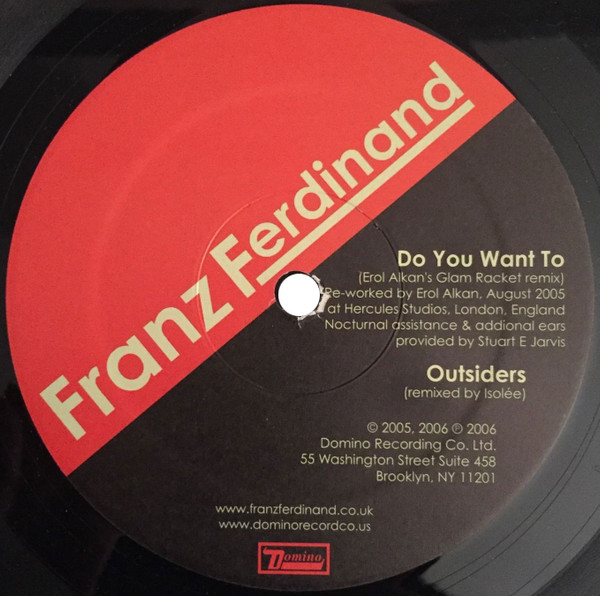 Franz Ferdinand
Do You Want To
(Erol Alkan's Glam Racket remix)
Re-worked by Erol Alkan, August 2005
at Hercules Studios, London, England
Nocturnal assistance & addional ears
provided by Stuart E Jarvis
Outsiders
(remixed by Isolée)
© 2005, 2006 ℗ 2006
Domino Recording Co. Ltd.
55 Washington Street Suite 458
Brooklyn, NY 11201
www.franzferdinand.co.uk
www.dominorecordco.us
Domino